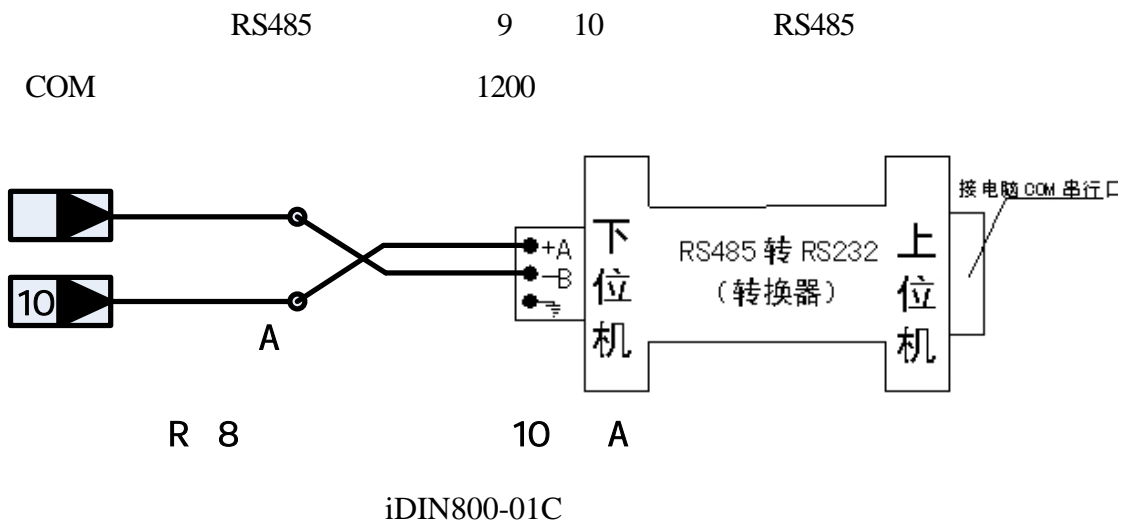 RS485 9 10 RS485
COM 1200
接电脑 COM 串行口
+A
-B
下位机
RS485 转 RS232
（转换器）
上位机
10
A
R 8 10 A
iDIN800-01C